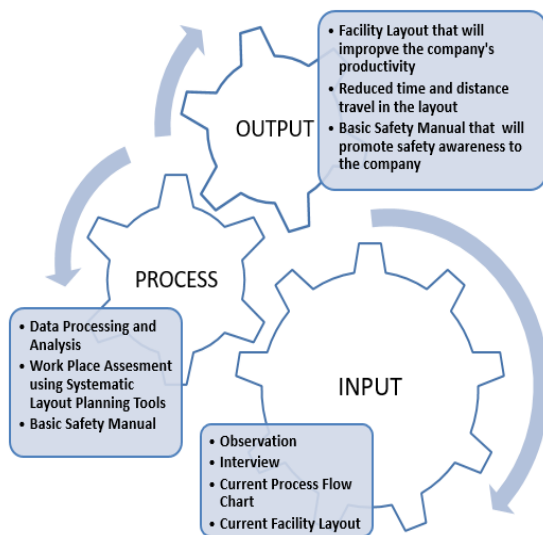 • Facility Layout that will
impropve the company's
productivity
• Reduced time and distance
travel in the layout
• Basic Safety Manual that will
promote safety awareness to
the company
OUTPUT
PROCESS
• Data Processing and
Analysis
• Work Place Assesment
using Systematic
Layout Planning Tools
• Basic Safety Manual
INPUT
• Observation
• Interview
• Current Process Flow
Chart
• Current Facility Layout